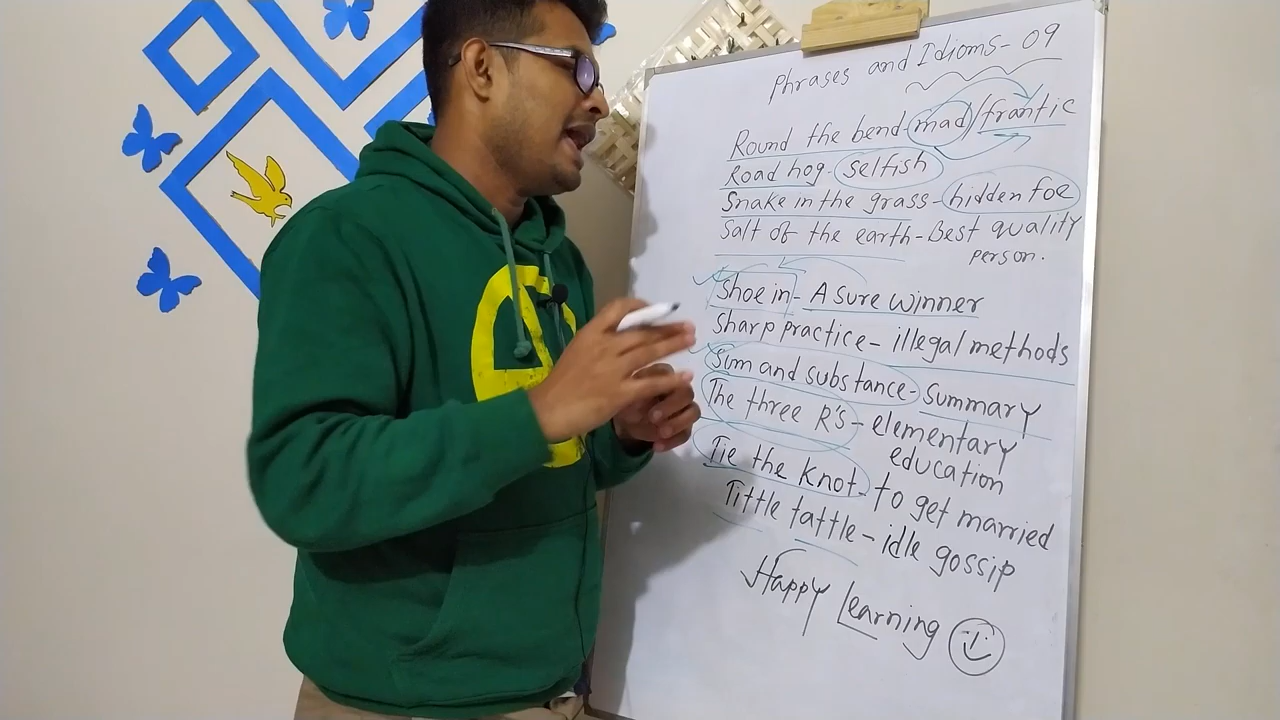 Phrases and Idioms- 09
Round the bend mad/frantic
Road hog- selfish
Snake in the grass- hidden foe
Salt of the earth- Best quality
person.
Shoe in- A sure winner
Sharp practice- illegal methods
Sum and substance- Summary
The three R's- elementary
education
Tie the knot- to get married
Tittle tattle- idle gossip
Happy Learning